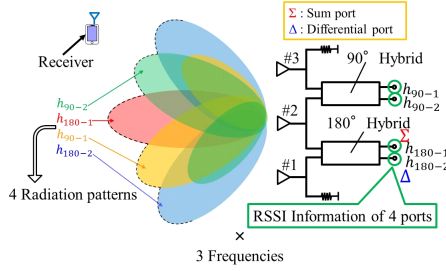 Σ : Sum port
Δ : Differential port
Receiver
#3
90° Hybrid
h90−1
h90−2
#2
180° Hybrid
Σ
h180−1
h180−2
Δ
#1
h90−2
h180−1
h90−1
h180−2
4 Radiation patterns
RSSI Information of 4 ports
×
3 Frequencies